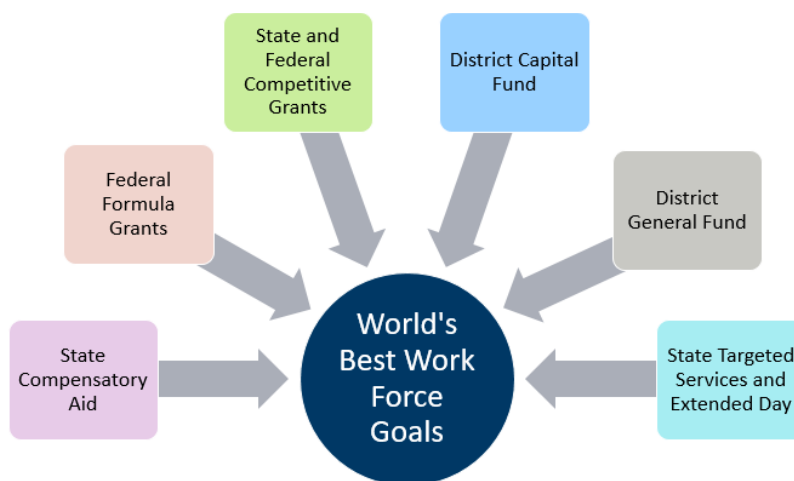 State and
Federal
Competitive
Grants
District Capital
Fund
Federal
Formula
Grants
District
General Fund
State
Compensatory
Aid
World's
Best Work
Force
Goals
State Targeted
Services and
Extended Day